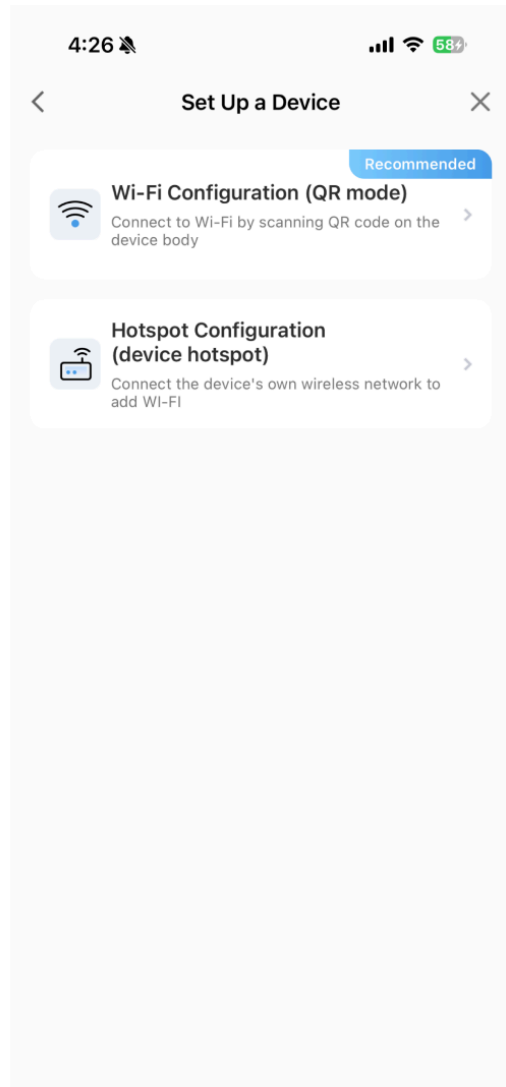 4:26
58
Set Up a Device
Recommended
Wi-Fi Configuration (QR mode)
Connect to Wi-Fi by scanning QR code on the
device body
Hotspot Configuration
(device hotspot)
Connect the device's own wireless network to
add WI-FI